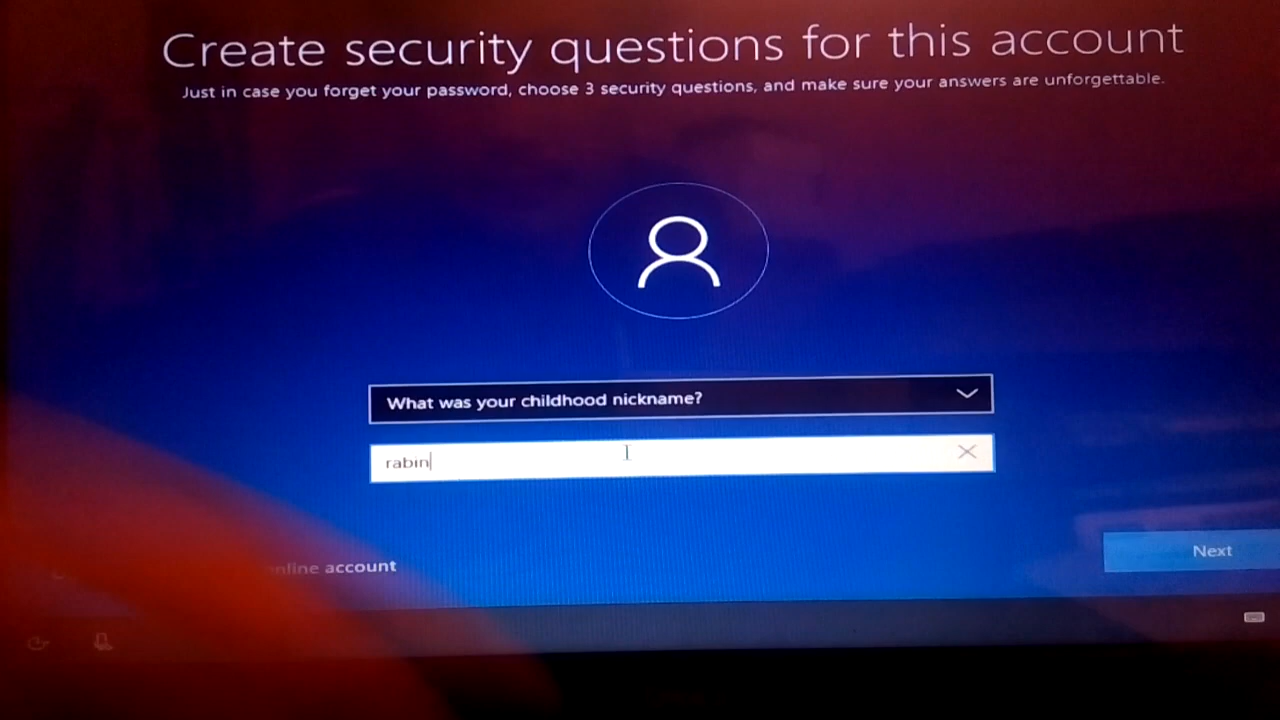 Create security questions for this account
Just in case you forget your password, choose 3 security questions, and make sure your answers are unforgettable.
What was your childhood nickname?
rabin
account
Next